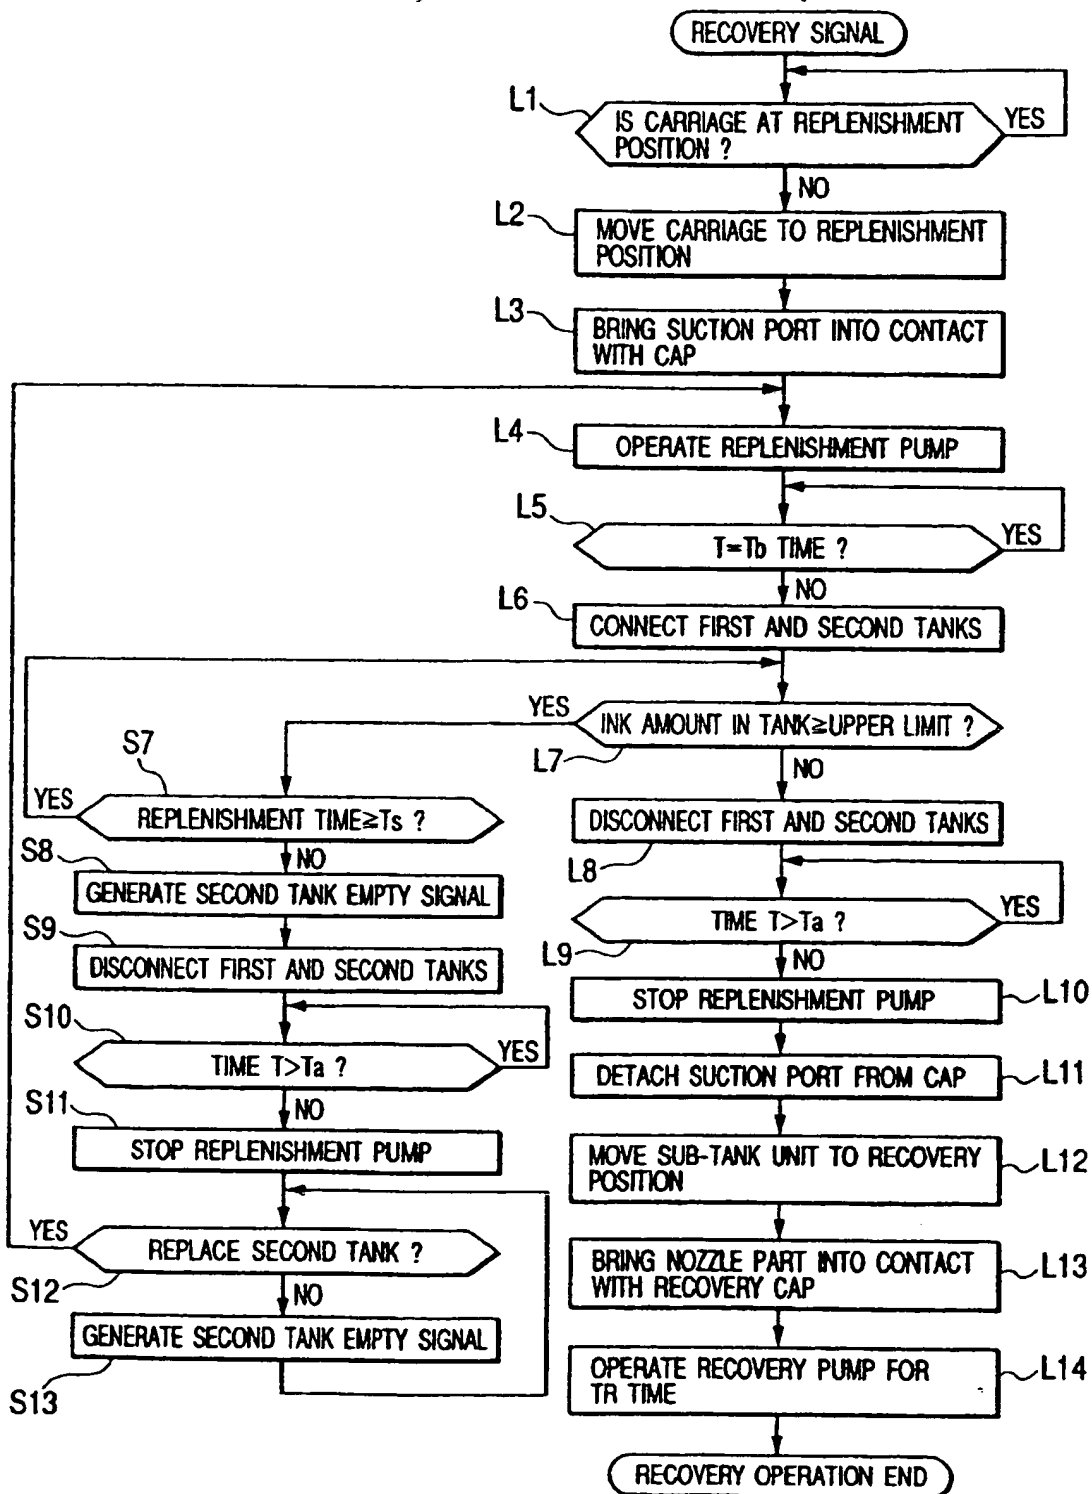 RECOVERY SIGNAL
L1
IS CARRIAGE AT REPLENISHMENT
POSITION ?
YES
NO
L2
MOVE CARRIAGE TO REPLENISHMENT
POSITION
L3
BRING SUCTION PORT INTO CONTACT
WITH CAP
L4
OPERATE REPLENISHMENT PUMP
L5
T=Tb TIME ?
YES
NO
L6
CONNECT FIRST AND SECOND TANKS
YES
INK AMOUNT IN TANK≧UPPER LIMIT ?
L7
NO
S7
YES
REPLENISHMENT TIME≧Ts ?
NO
S8
GENERATE SECOND TANK EMPTY SIGNAL
S9
DISCONNECT FIRST AND SECOND TANKS
S10
TIME T>Ta ?
YES
NO
S11
STOP REPLENISHMENT PUMP
YES
REPLACE SECOND TANK ?
S12
NO
GENERATE SECOND TANK EMPTY SIGNAL
S13
DISCONNECT FIRST AND SECOND TANKS
L8
TIME T>Ta ?
YES
L9
NO
STOP REPLENISHMENT PUMP
L10
DETACH SUCTION PORT FROM CAP
L11
MOVE SUB-TANK UNIT TO RECOVERY
POSITION
L12
BRING NOZZLE PART INTO CONTACT
WITH RECOVERY CAP
L13
OPERATE RECOVERY PUMP FOR
TR TIME
L14
RECOVERY OPERATION END